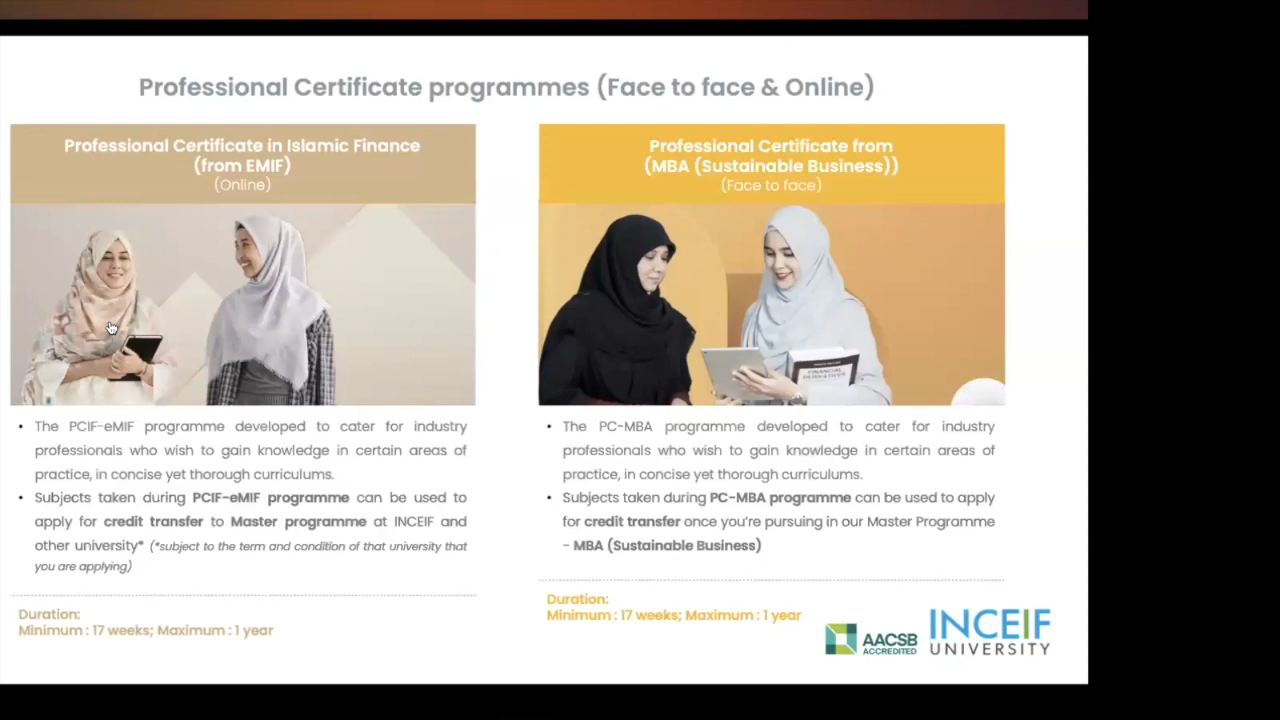 Professional Certificate programmes (Face to face & Online)
Professional Certificate in Islamic Finance
(from EMIF)
(Online)
The PCIF-eMIF programme developed to cater for industry
professionals who wish to gain knowledge in certain areas of
practice, in concise yet thorough curriculums.
Subjects taken during PCIF-eMIF programme can be used to
apply for credit transfer to Master programme at INCEIF and
other university* (*subject to the term and condition of that university that
you are applying)
Duration:
Minimum : 17 weeks; Maximum : 1 year
Professional Certificate from
(MBA (Sustainable Business))
(Face to face)
FINANCIAL
DERIVATIVES
The PC-MBA programme developed to cater for industry
professionals who wish to gain knowledge in certain areas of
practice, in concise yet thorough curriculums.
Subjects taken during PC-MBA programme can be used to apply
for credit transfer once you're pursuing in our Master Programme
- MBA (Sustainable Business)
Duration:
Minimum : 17 weeks; Maximum : 1 year
AACSB
ACCREDITED
INCEIF
UNIVERSITY